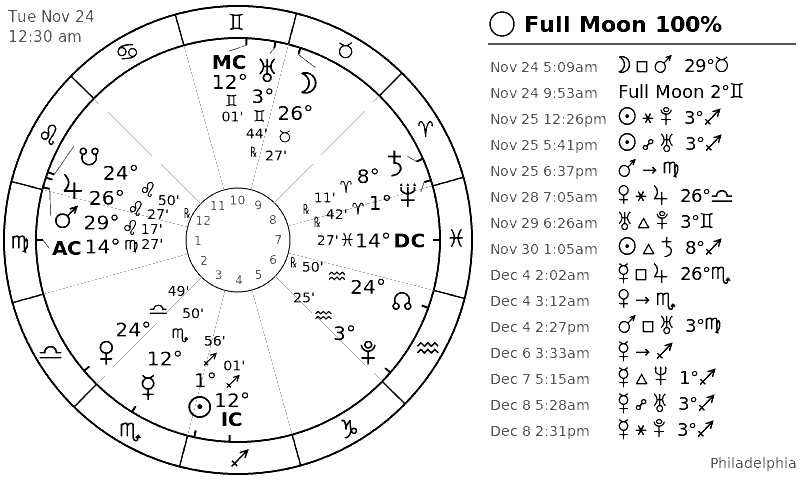 Tue Nov 24
12:30 am
♊ ♉ ♈ ♓ ♒ ♑ ♐ ♏ ♎ ♍ ♌ ♋
MC 12° ♊ 01'
♅ 3° ♊ 44' ℞
☽ 26° ♉ 27'
♄ 8° ♈ 11' ℞
♆ 1° ♈ 42' ℞
27' ♓ 14° DC
☋ 24° ♌ 50' ℞
♃ 26° ♌ 27'
♂ 29° ♌ 17'
AC 14° ♍ 27'
℞ 50' ♒ 24° ☊
25' ♒ 3° ♇
49' ♎ 24° ♀
50' ♏ 12° ☿
56' ♐ 1° ☉
01' ♐ 12° IC
1 2 3 4 5 6 7 8 9 10 11 12
Full Moon 100%
Nov 24 5:09am ☽ □ ♂ 29°♉
Nov 24 9:53am Full Moon 2°♊
Nov 25 12:26pm ☉ ⚹ ♇ 3°♐
Nov 25 5:41pm ☉ ☍ ♅ 3°♐
Nov 25 6:37pm ♂ → ♍
Nov 28 7:05am ♀ ⚹ ♃ 26°♎
Nov 29 6:26am ♅ △ ♇ 3°♊
Nov 30 1:05am ☉ △ ♄ 8°♐
Dec 4 2:02am ☿ □ ♃ 26°♏
Dec 4 3:12am ♀ → ♏
Dec 4 2:27pm ♂ □ ♅ 3°♍
Dec 6 3:33am ☿ → ♐
Dec 7 5:15am ☿ △ ♆ 1°♐
Dec 8 5:28am ☿ ☍ ♅ 3°♐
Dec 8 2:31pm ☿ ⚹ ♇ 3°♐
Philadelphia